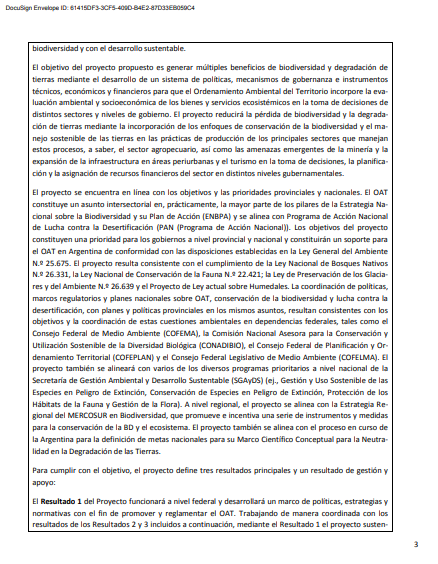 DocuSign Envelope ID: 61415DF3-3CF5-409D-B4E2-87D33EB059C4
biodiversidad y con el desarrollo sustentable.
El objetivo del proyecto propuesto es generar múltiples beneficios de biodiversidad y degradación de
tierras mediante el desarrollo de un sistema de políticas, mecanismos de gobernanza e instrumentos
técnicos, económicos y financieros para que el Ordenamiento Ambiental del Territorio incorpore la eva-
luación ambiental y socioeconómica de los bienes y servicios ecosistémicos en la toma de decisiones de
distintos sectores y niveles de gobierno. El proyecto reducirá la pérdida de biodiversidad y la degrada-
ción de tierras mediante la incorporación de los enfoques de conservación de la biodiversidad y el ma-
nejo sostenible de las tierras en las prácticas de producción de los principales sectores que manejan
estos procesos, a saber, el sector agropecuario, así como las amenazas emergentes de la minería y la
expansión de la infraestructura en áreas periurbanas y el turismo en la toma de decisiones, la planifica-
ción y la asignación de recursos financieros del sector en distintos niveles gubernamentales.
El proyecto se encuentra en línea con los objetivos y las prioridades provinciales y nacionales. El OAT
constituye un asunto intersectorial en, prácticamente, la mayor parte de los pilares de la Estrategia Na-
cional sobre la Biodiversidad y su Plan de Acción (ENBPA) y se alinea con Programa de Acción Nacional
de Lucha contra la Desertificación (PAN (Programa de Acción Nacional)). Los objetivos del proyecto
constituyen una prioridad para los gobiernos a nivel provincial y nacional y constituirán un soporte para
el OAT en Argentina de conformidad con las disposiciones establecidas en la Ley General del Ambiente
N.º 25.675. El proyecto resulta consistente con el cumplimiento de la Ley Nacional de Bosques Nativos
N.º 26.331, la Ley Nacional de Conservación de la Fauna N.º 22.421; la Ley de Preservación de los Glacia-
res y del Ambiente N.º 26.639 y el Proyecto de Ley actual sobre Humedales. La coordinación de políticas,
marcos regulatorios y planes nacionales sobre OAT, conservación de la biodiversidad y lucha contra la
desertificación, con planes y políticas provinciales en los mismos asuntos, resultan consistentes con los
objetivos y la coordinación de estas cuestiones ambientales en dependencias federales, tales como el
Consejo Federal de Medio Ambiente (COFEMA), la Comisión Nacional Asesora para la Conservación y
Utilización Sostenible de la Diversidad Biológica (CONADIBIO), el Consejo Federal de Planificación y Or-
denamiento Territorial (COFEPLAN) y el Consejo Federal Legislativo de Medio Ambiente (COFELMA). El
proyecto también se alineará con varios de los diversos programas prioritarios a nivel nacional de la
Secretaría de Gestión Ambiental y Desarrollo Sustentable (SGAyDS) (ej., Gestión y Uso Sostenible de las
Especies en Peligro de Extinción, Conservación de Especies en Peligro de Extinción, Protección de los
Hábitats de la Fauna y Gestión de la Flora). A nivel regional, el proyecto se alinea con la Estrategia Re-
gional del MERCOSUR en Biodiversidad, que promueve e incentiva una serie de instrumentos y medidas
para la conservación de la BD y el ecosistema. El proyecto también se alinea con el proceso en curso de
la Argentina para la definición de metas nacionales para su Marco Científico Conceptual para la Neutra-
lidad en la Degradación de las Tierras.
Para cumplir con el objetivo, el proyecto define tres resultados principales y un resultado de gestión y
apoyo:
El Resultado 1 del Proyecto funcionará a nivel federal y desarrollará un marco de políticas, estrategias y
normativas con el fin de promover y reglamentar el OAT. Trabajando de manera coordinada con los
resultados de los Resultados 2 y 3 incluidos a continuación, mediante el Resultado 1 el proyecto susten-
3